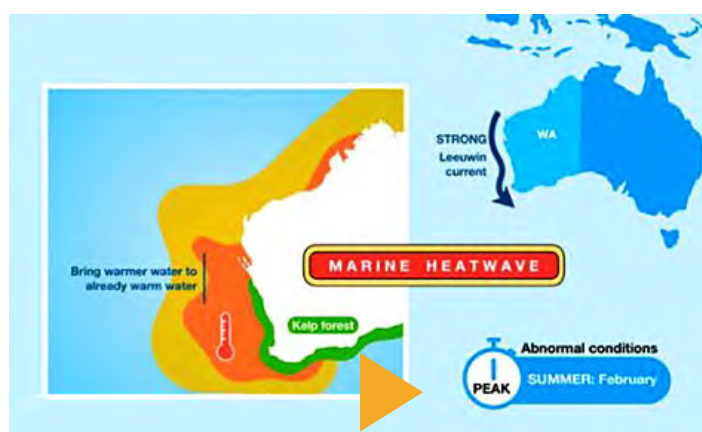 WA
STRONG
Leeuwin
current
MARINE HEATWAVE
Bring warmer water to
already warm water
Kelp forest
Abnormal conditions
PEAK
SUMMER: February